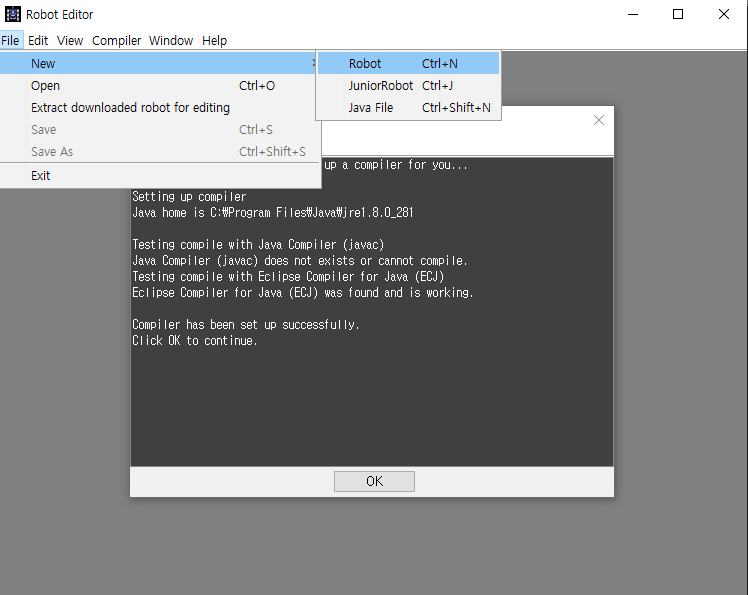 Robot Editor
File Edit View Compiler Window Help
New
Open Ctrl+O
Extract downloaded robot for editing
Save Ctrl+S
Save As Ctrl+Shift+S
Exit
Robot Ctrl+N
JuniorRobot Ctrl+J
Java File Ctrl+Shift+N
up a compiler for you...
Setting up compiler
Java home is C:₩Program Files₩Java₩jre1.8.0_281
Testing compile with Java Compiler (javac)
Java Compiler (javac) does not exists or cannot compile.
Testing compile with Eclipse Compiler for Java (ECJ)
Eclipse Compiler for Java (ECJ) was found and is working.
Compiler has been set up successfully.
Click OK to continue.
OK